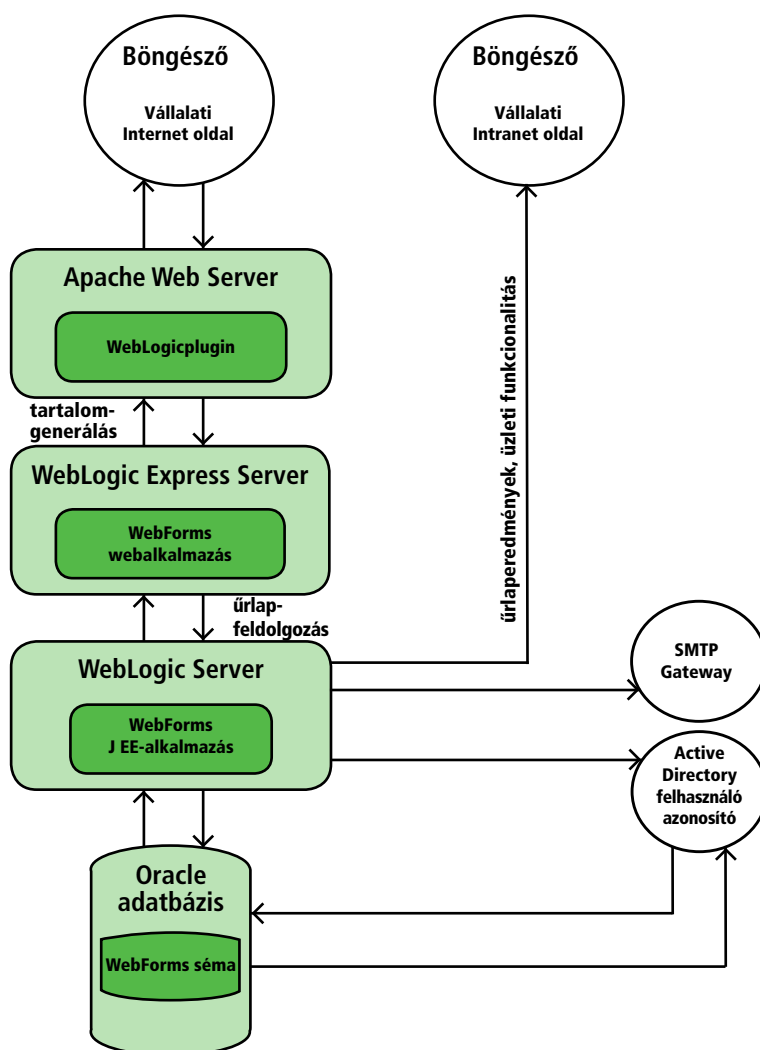 Böngésző
Vállalati
Internet oldal
Böngésző
Vállalati
Intranet oldal
Apache Web Server
WebLogicplugin
tartalom-
generálás
űrlaperedmények, üzleti funkcionalitás
WebLogic Express Server
WebForms
webalkalmazás
űrlap-
feldolgozás
WebLogic Server
WebForms
J EE-alkalmazás
SMTP
Gateway
Active
Directory
felhasználó
azonosító
Oracle
adatbázis
WebForms séma